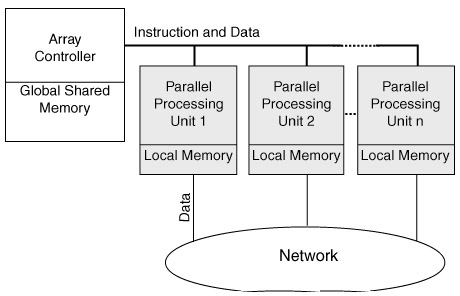 Array
Controller
Global Shared
Memory
Instruction and Data
Parallel
Processing
Unit 1
Local Memory
Parallel
Processing
Unit 2
Local Memory
Parallel
Processing
Unit n
Local Memory
Data
Network